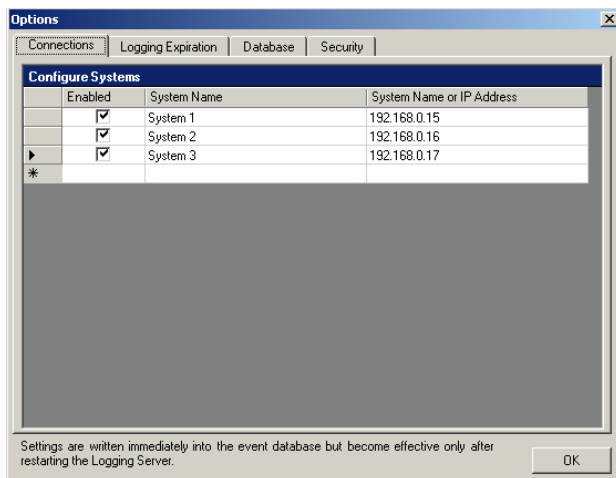 Options
Connections Logging Expiration Database Security
Configure Systems
Enabled System Name System Name or IP Address
System 1 192.168.0.15
System 2 192.168.0.16
System 3 192.168.0.17
Settings are written immediately into the event database but become effective only after
restarting the Logging Server.
OK